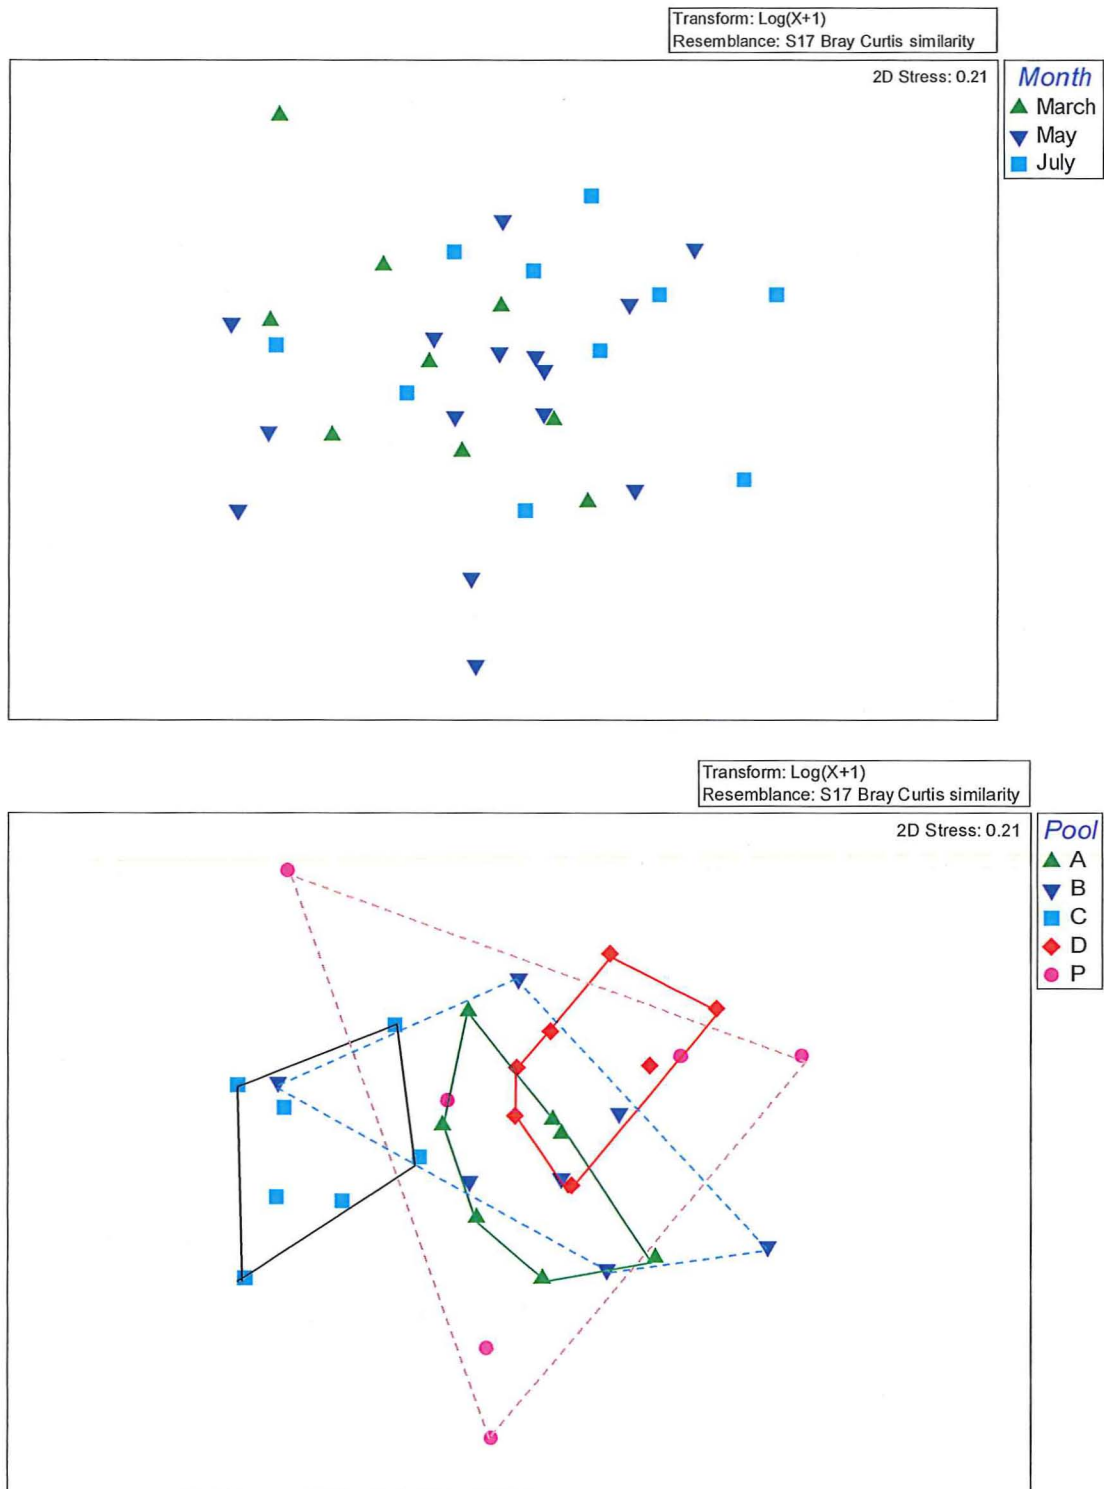 Transform: Log(X+1)
Resemblance: S17 Bray Curtis similarity
2D Stress: 0.21
Month
March
May
July
Transform: Log(X+1)
Resemblance: S17 Bray Curtis similarity
2D Stress: 0.21
Pool
A
B
C
D
P